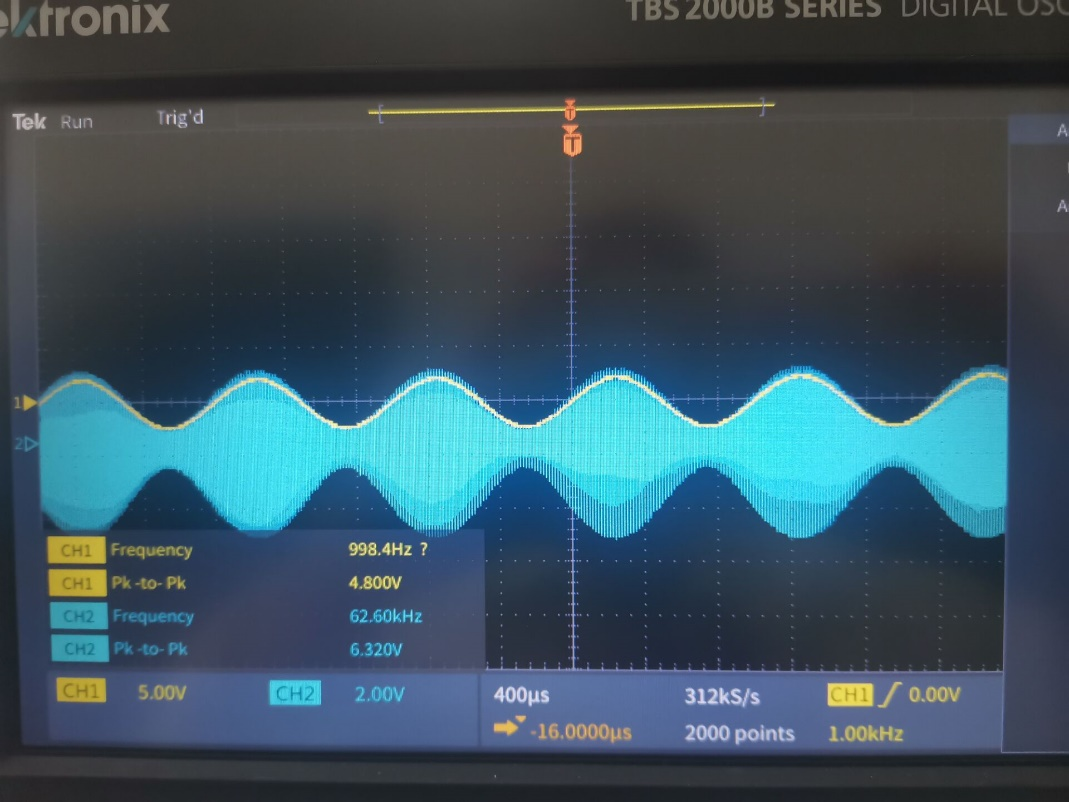 ektronix
TBS 2000B SERIES DIGITAL OSC
Tek Run Trig'd
T
T
A
A
1
2
CH1 Frequency 998.4Hz ?
CH1 Pk-to-Pk 4.800V
CH2 Frequency 62.60kHz
CH2 Pk-to-Pk 6.320V
CH1 5.00V CH2 2.00V
400µs 312kS/s CH1 0.00V
-16.0000µs 2000 points 1.00kHz